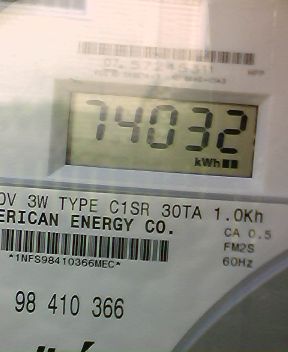 74032
kWh
0V 3W TYPE C1SR 30TA 1.0Kh
ERICAN ENERGY CO.
CA 0.5
FM2S
60Hz
*1NFS98410366MEC*
98 410 366